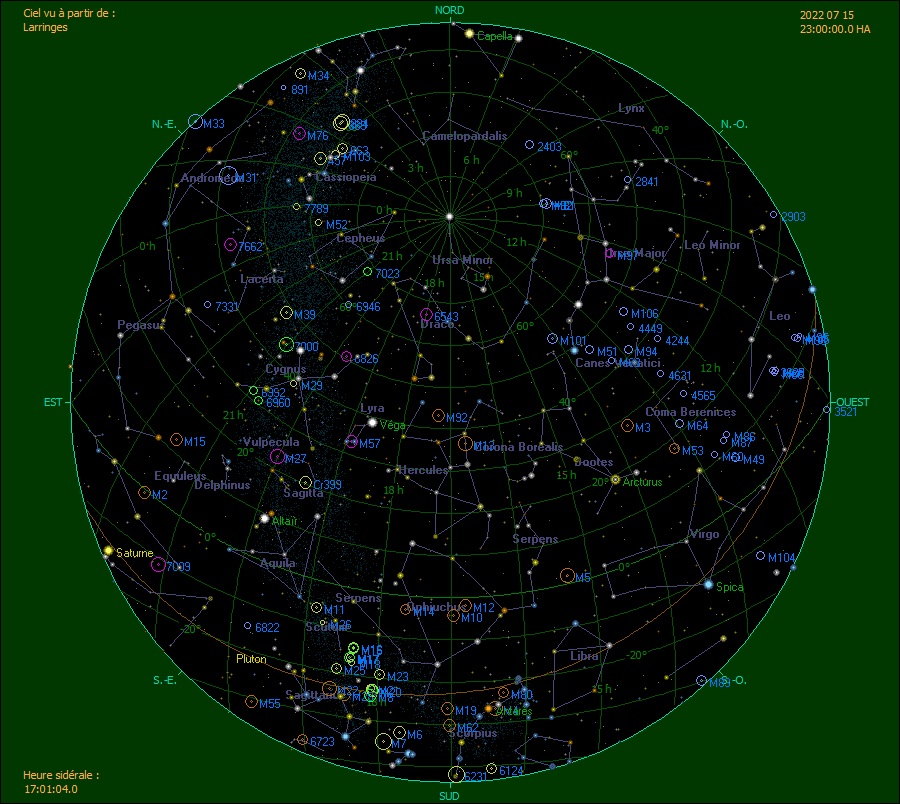 Ciel vu à partir de :
Larringes
NORD
2022 07 15
23:00:00.0 HA
Capella
M34
891
Lynx
N.-E.
M33
N.-O.
884
M76
Camelopardalis
40°
2403
863
M103
457
60°
3 h
6 h
Andromeda
M31
Cassiopeia
2841
9 h
7789
0 h
2903
M52
Cepheus
12 h
0 h
7662
Leo Minor
21 h
Ursa Major
M97
Ursa Minor
7023
Lacerta
18 h
7331
6946
60°
M39
6543
M106
Leo
Pegasus
Draco
60°
4449
M101
4244
7000
M51
M94
6826
Canes Venatici
Cygnus
12 h
4631
M29
6992
4565
EST
6960
40°
OUEST
Lyra
Coma Berenices
3521
21 h
M92
Véga
M64
M3
M15
Vulpecula
M57
M13
Corona Borealis
M86
M87
20°
M53
M27
Bootes
M49
Hercules
15 h
Equuleus
Delphinus
Cr399
20°
Arcturus
M2
Sagitta
18 h
Altaïr
0°
Serpens
Virgo
Saturne
M104
Aquila
7009
0°
M5
Spica
Serpens
M11
M14
Ophiuchus
M12
M10
6822
Scutum
M26
-20°
M16
M17
M18
Pluton
-20°
Libra
M25
M23
S.-E.
M83
S.-O.
M22
M21
M20
M8
M80
15 h
Sagittarius
M28
M55
18 h
M19
M4
Antares
M62
M6
Scorpius
6723
M7
6231
6124
Heure sidérale :
17:01:04.0
SUD